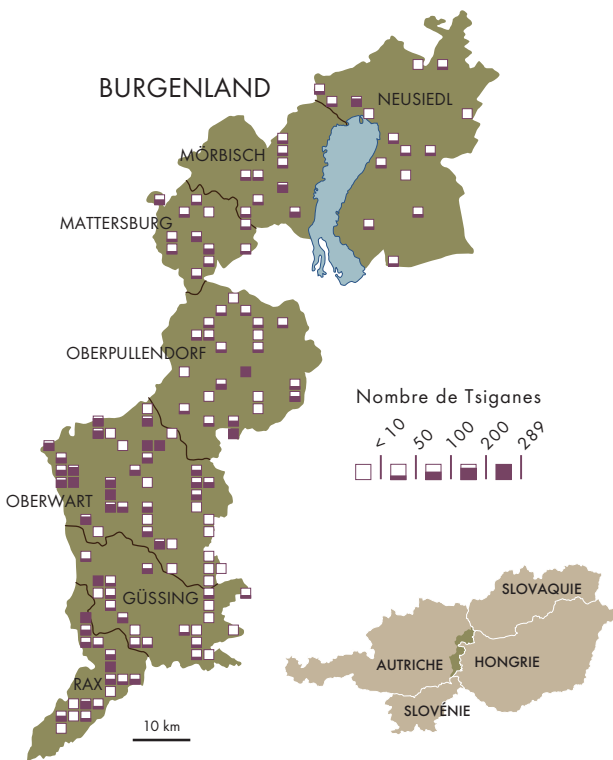 BURGENLAND
NEUSIEDL
MÖRBISCH
MATTERSBURG
OBERPULLENDORF
OBERWART
GÜSSING
RAX
10 km
Nombre de Tsiganes
< 10
50
100
200
289
SLOVAQUIE
AUTRICHE
HONGRIE
SLOVÉNIE